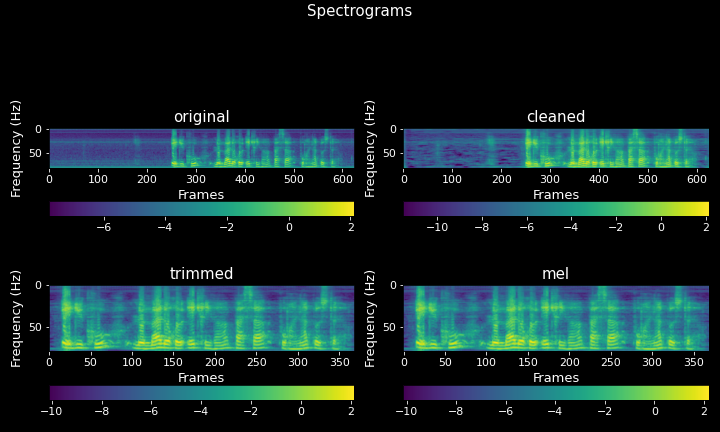 Spectrograms
original
cleaned
Frequency (Hz)
0
50
0 100 200 300 400 500 600
Frames
−6 −4 −2 0 2
Frequency (Hz)
0
50
0 100 200 300 400 500 600
Frames
−10 −8 −6 −4 −2 0 2
trimmed
mel
Frequency (Hz)
0
0 50 100 150 200 250 300 350
Frames
−10 −8 −6 −4 −2 0 2
Frequency (Hz)
0
0 50 100 150 200 250 300 350
Frames
−10 −8 −6 −4 −2 0 2